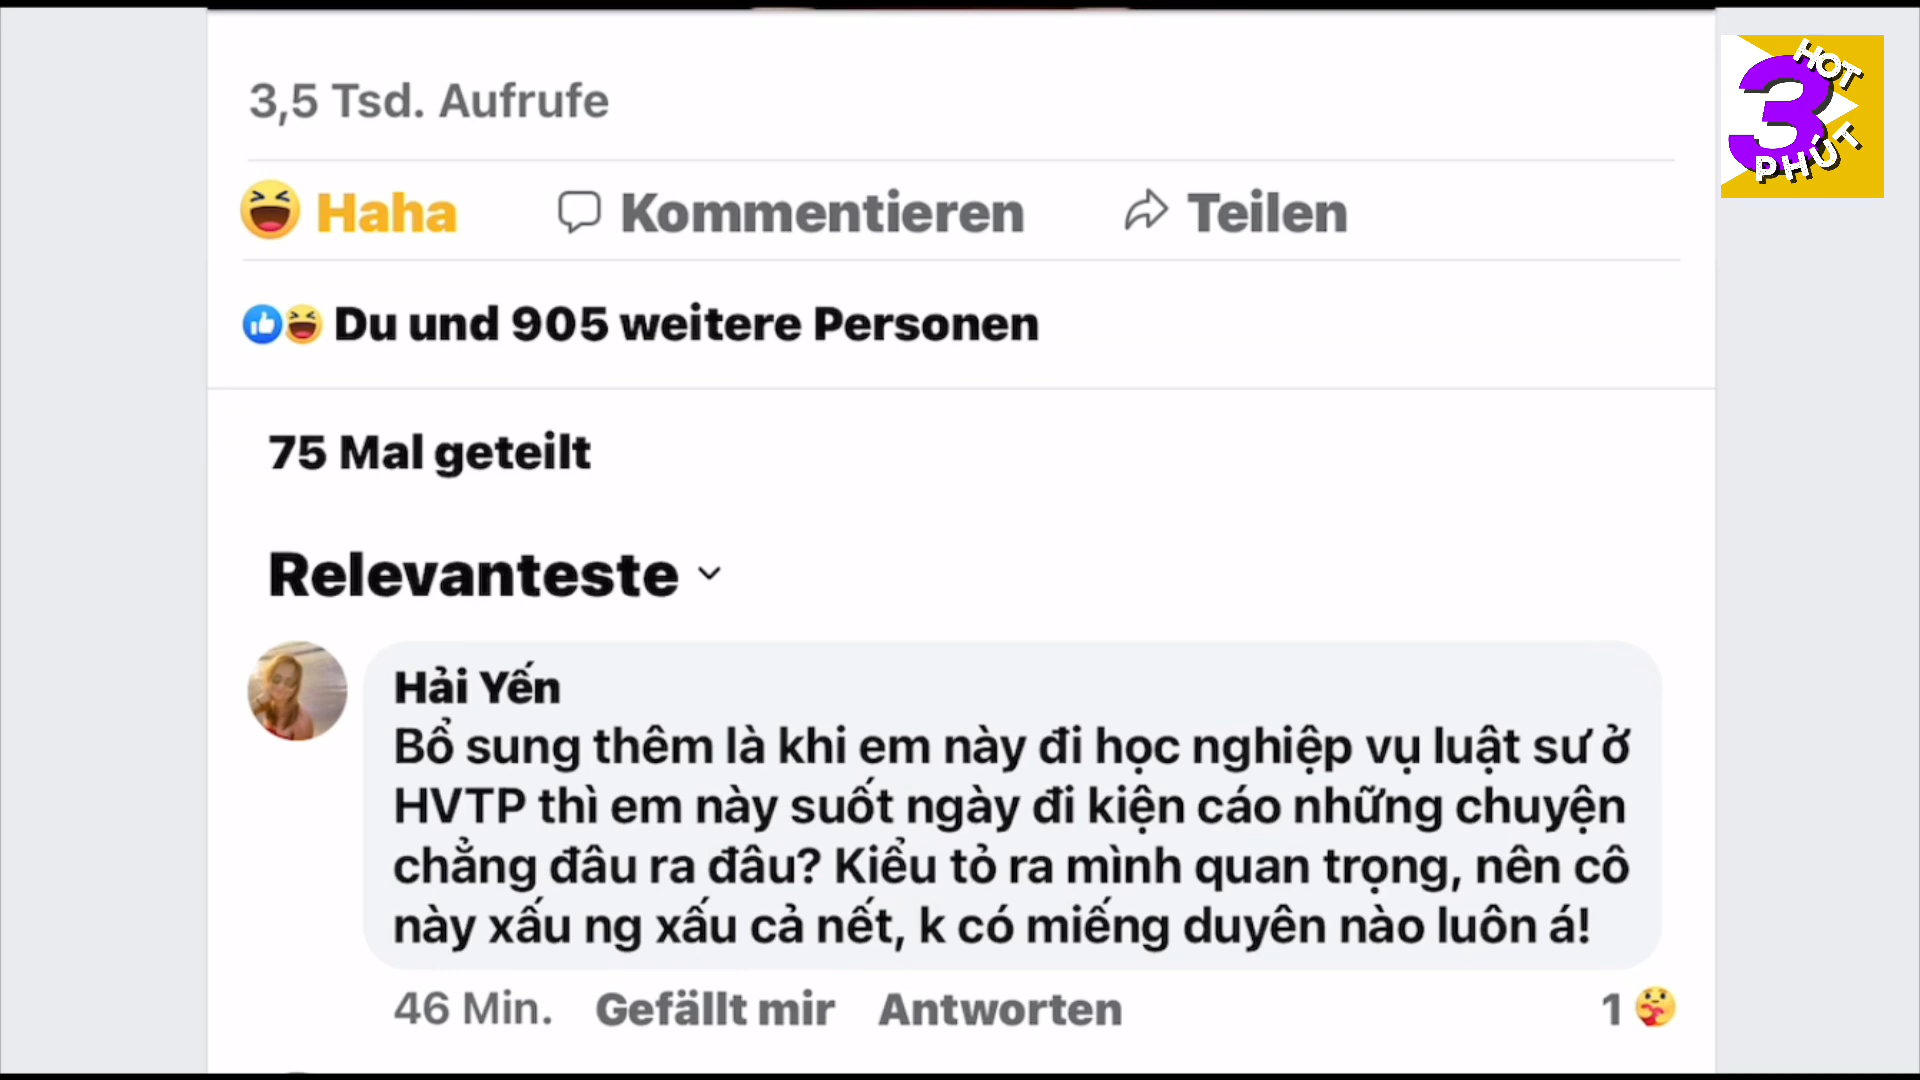 HOT
3
PHÚT
3,5 Tsd. Aufrufe
Haha Kommentieren Teilen
Du und 905 weitere Personen
75 Mal geteilt
Relevanteste
Hải Yến
Bổ sung thêm là khi em này đi học nghiệp vụ luật sư ở
HVTP thì em này suốt ngày đi kiện cáo những chuyện
chẳng đâu ra đâu? Kiểu tỏ ra mình quan trọng, nên cô
này xấu ng xấu cả nết, k có miếng duyên nào luôn á!
46 Min. Gefällt mir Antworten 1